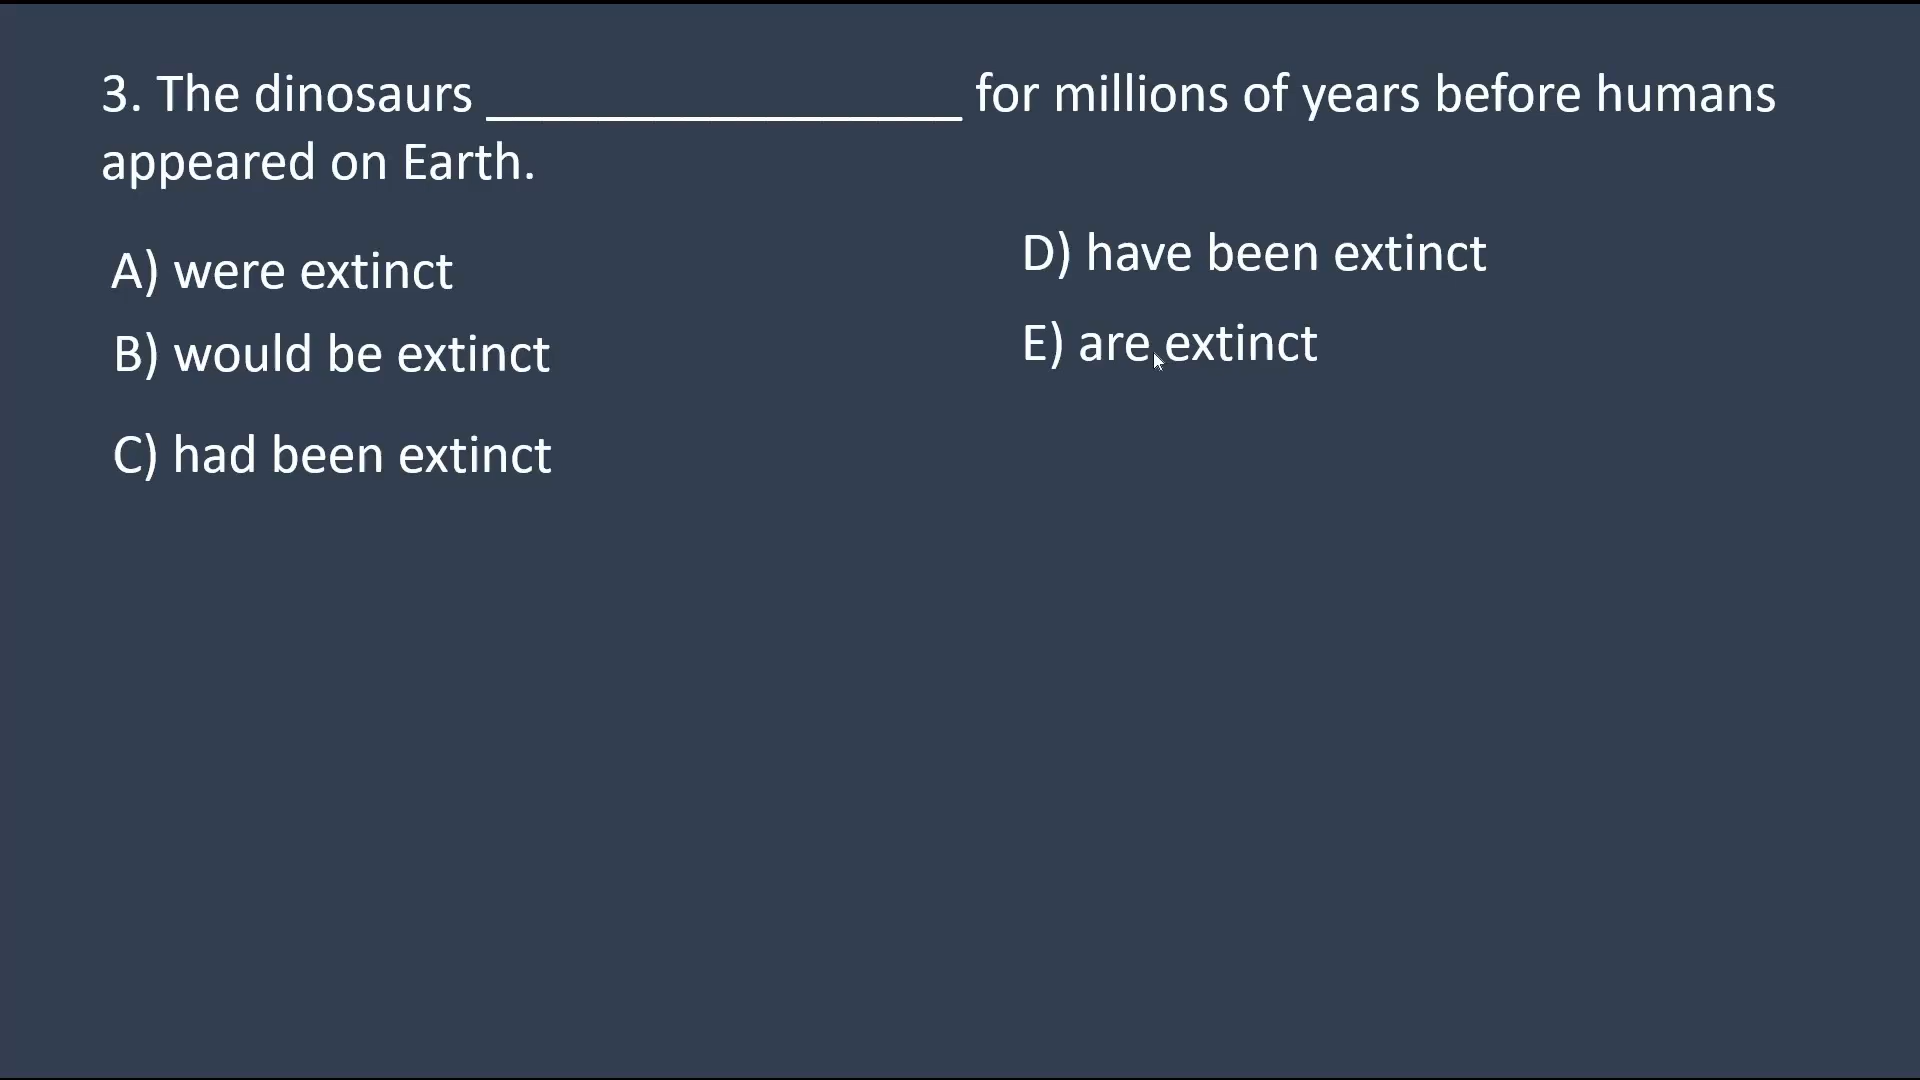 3. The dinosaurs __________________ for millions of years before humans
appeared on Earth.
A) were extinct
B) would be extinct
C) had been extinct
D) have been extinct
E) are extinct